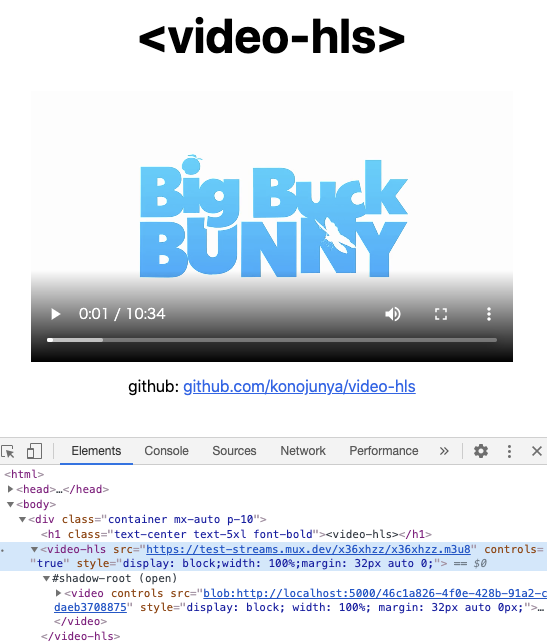 <video-hls>
Big Buck
BUNNY
0:01 / 10:34
github: github.com/konojunya/video-hls
Elements Console Sources Network Performance »
<html>
<head>…</head>
<body>
<div class="container mx-auto p-10">
<h1 class="text-center text-5xl font-bold"><video-hls></h1>
<video-hls src="https://test-streams.mux.dev/x36xhzz/x36xhzz.m3u8" controls=
"true" style="display: block;width: 100%;margin: 32px auto 0;"> == $0
#shadow-root (open)
<video controls src="blob:http://localhost:5000/46c1a826-4f0e-428b-91a2-c
daeb3708875" style="display: block; width: 100%; margin: 32px auto 0px;">…
</video>
</video-hls>